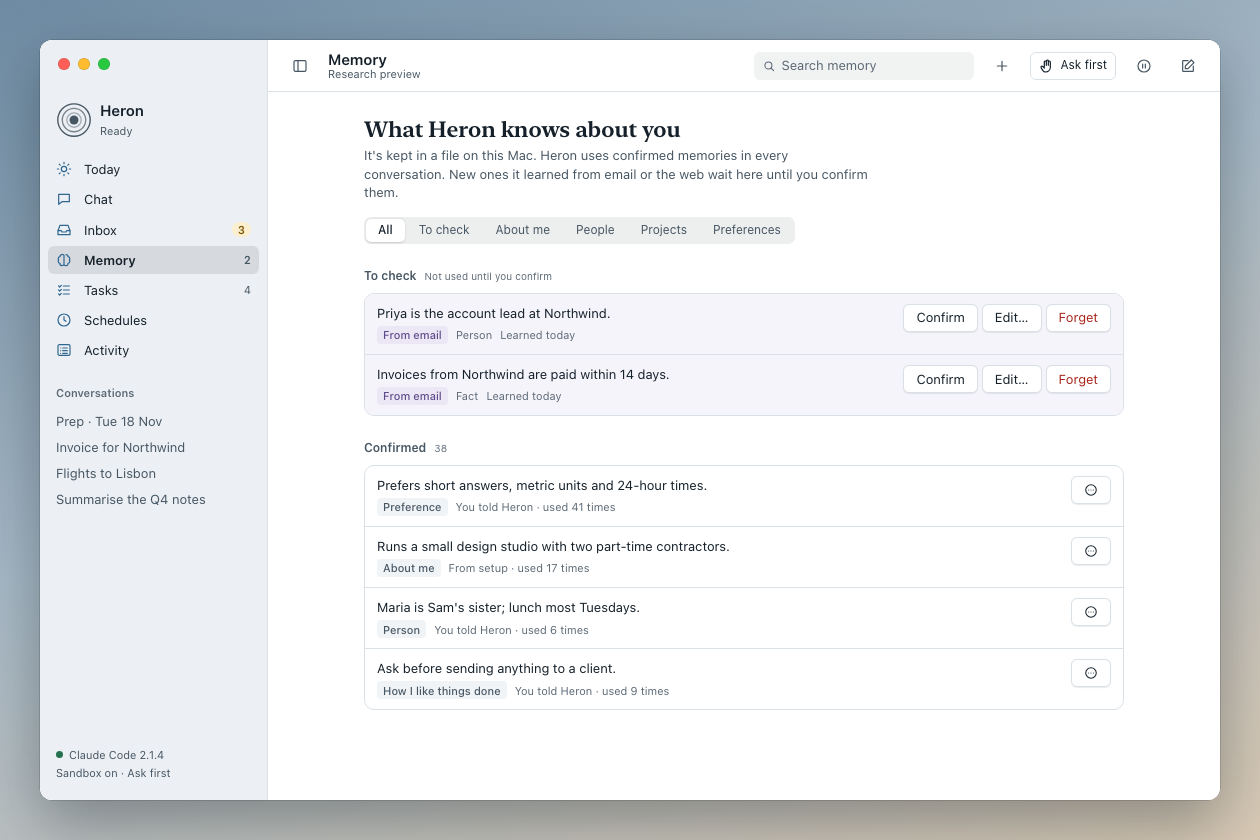 Heron
Ready
Today
Chat
Inbox
3
Memory
2
Tasks
4
Schedules
Activity
Conversations
Prep · Tue 18 Nov
Invoice for Northwind
Flights to Lisbon
Summarise the Q4 notes
Claude Code 2.1.4
Sandbox on · Ask first
Memory
Research preview
Search memory
Ask first
What Heron knows about you
It's kept in a file on this Mac. Heron uses confirmed memories in every
conversation. New ones it learned from email or the web wait here until you confirm
them.
All To check About me People Projects Preferences
To check Not used until you confirm
Priya is the account lead at Northwind.
From email Person Learned today
Confirm Edit... Forget
Invoices from Northwind are paid within 14 days.
From email Fact Learned today
Confirm Edit... Forget
Confirmed 38
Prefers short answers, metric units and 24-hour times.
Preference You told Heron · used 41 times
Runs a small design studio with two part-time contractors.
About me From setup · used 17 times
Maria is Sam's sister; lunch most Tuesdays.
Person You told Heron · used 6 times
Ask before sending anything to a client.
How I like things done You told Heron · used 9 times